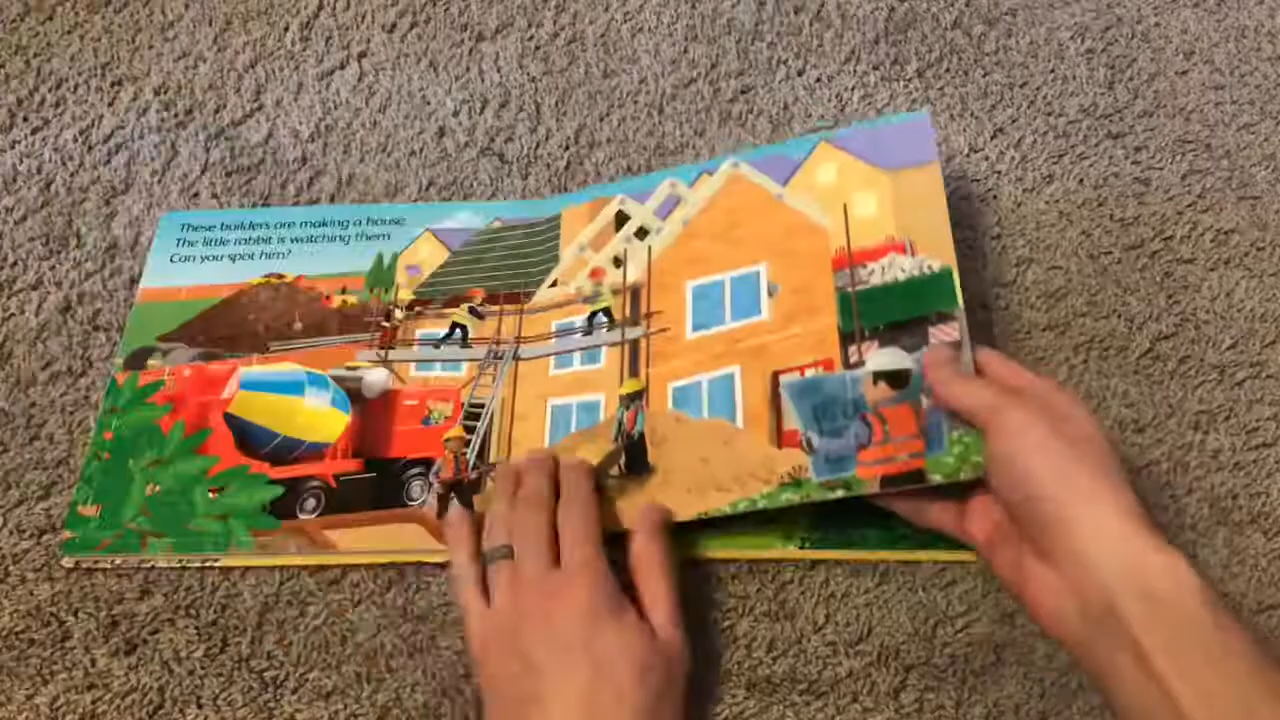 These builders are making a house.
The little rabbit is watching them.
Can you spot him?